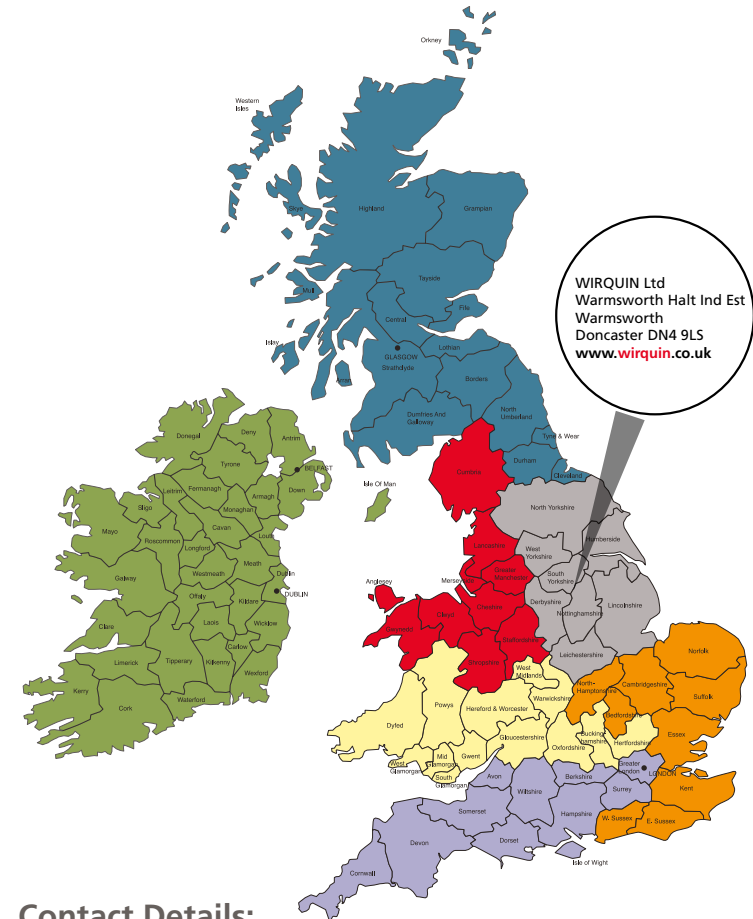 Orkney
Western
Isles
Highland
Grampian
Skye
Tayside
Mull
Fife
Central
Islay
Lothian
GLASGOW
Strathclyde
Arran
Borders
Dumfries And
Galloway
North
Umberland
Tyne & Wear
Durham
Cleveland
WIRQUIN Ltd
Warmsworth Halt Ind Est
Warmsworth
Doncaster DN4 9LS
www.wirquin.co.uk
Donegal
Deny
Antrim
Tyrone
BELFAST
Fermanagh
Leitrim
Armagh
Down
Sligo
Monaghan
Cavan
Mayo
Roscommon
Louth
Longford
Meath
Westmeath
Dublin
Galway
DUBLIN
Offaly
Kildare
Laois
Wicklow
Clare
Carlow
Limerick
Tipperary
Kilkenny
Wexford
Kerry
Waterford
Cork
Isle Of Man
Cumbria
North Yorkshire
Lancashire
West
Yorkshire
Humberside
Greater
Manchester
South
Yorkshire
Anglesey
Merseyside
Cheshire
Derbyshire
Lincolnshire
Nottinghamshire
Clwyd
Gwynedd
Staffordshire
Shropshire
Leichestershire
Norfolk
West
Midlands
North-
Hamptonshire
Cambridgeshire
Powys
Warwickshire
Suffolk
Hereford & Worcester
Bedfordshire
Dyfed
Gloucestershire
Bucking
hamshire
Essex
Oxfordshire
Hertfordshire
West
Glamorgan
Mid
Glamorgan
Gwent
South
Glamorgan
Avon
Berkshire
Greater
London
LONDON
Wiltshire
Surrey
Kent
Somerset
Hampshire
W. Sussex
E. Sussex
Devon
Dorset
Isle of Wight
Cornwall
Contact Details: